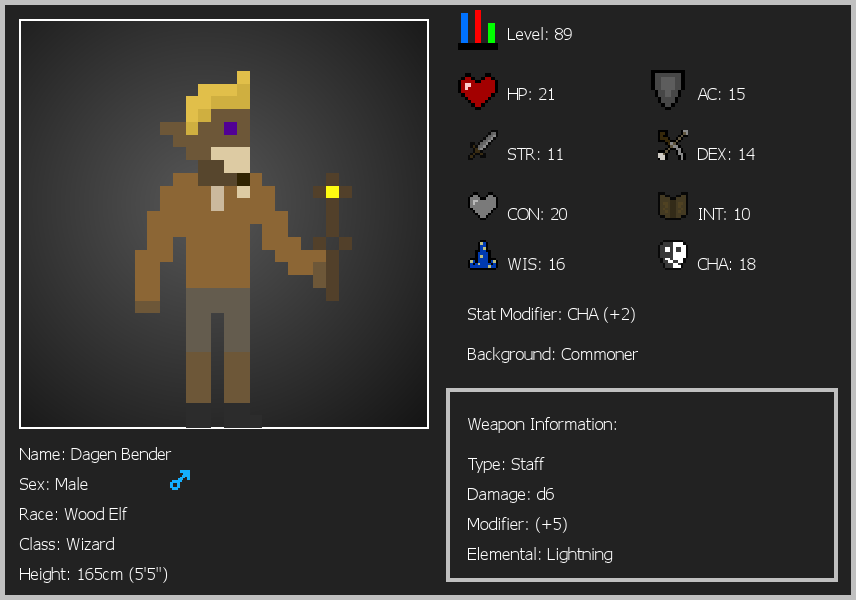 Level: 89
HP: 21
AC: 15
STR: 11
DEX: 14
CON: 20
INT: 10
WIS: 16
CHA: 18
Stat Modifier: CHA (+2)
Background: Commoner
Weapon Information:
Type: Staff
Damage: d6
Modifier: (+5)
Elemental: Lightning
Name: Dagen Bender
Sex: Male
Race: Wood Elf
Class: Wizard
Height: 165cm (5'5")